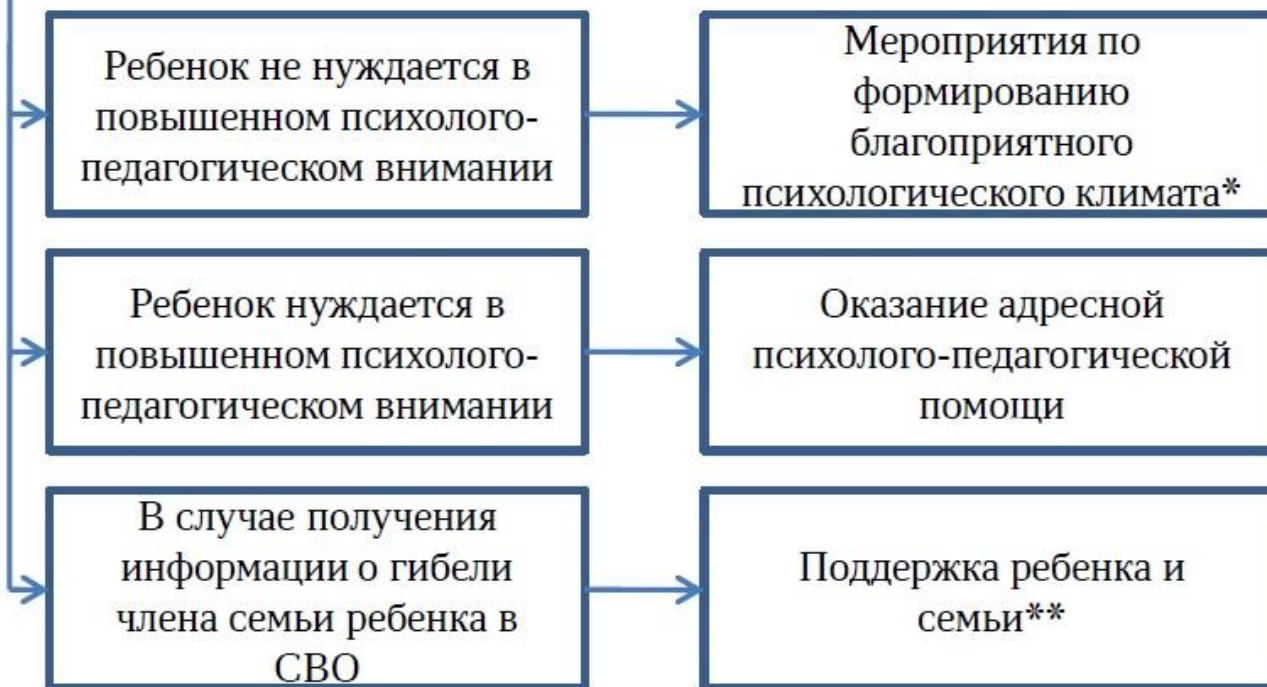 Ребенок не нуждается в
повышенном психолого-
педагогическом внимании
Мероприятия по
формированию
благоприятного
психологического климата*
Ребенок нуждается в
повышенном психолого-
педагогическом внимании
Оказание адресной
психолого-педагогической
помощи
В случае получения
информации о гибели
члена семьи ребенка в
СВО
Поддержка ребенка и
семьи**